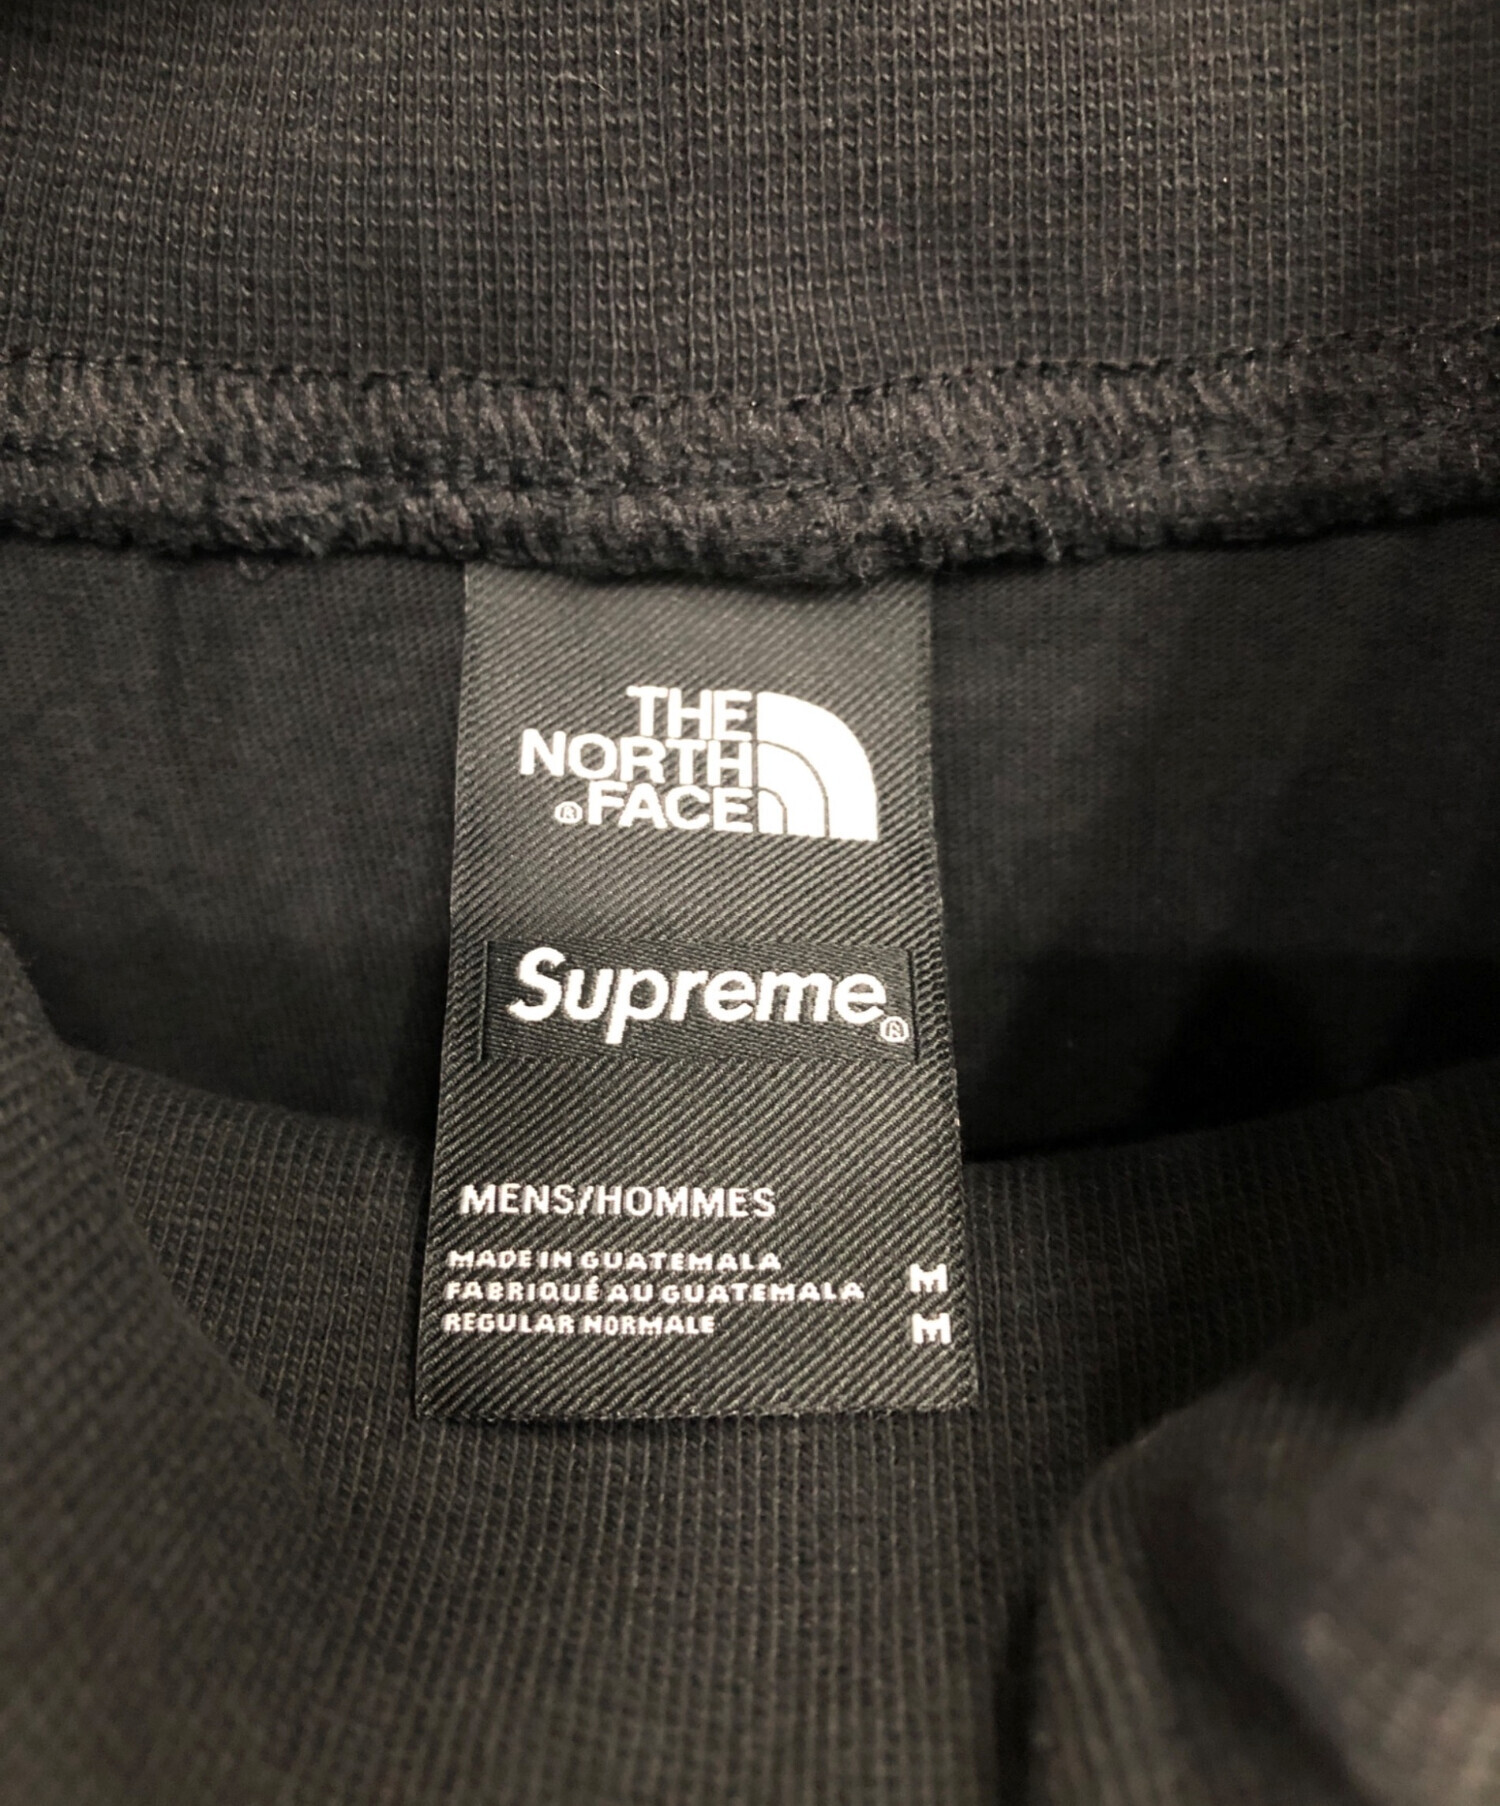 THE
NORTH
®FACE
Supreme®
MENS/HOMMES
MADE IN GUATEMALA M
FABRIQUÉ AU GUATEMALA
REGULAR NORMALE M